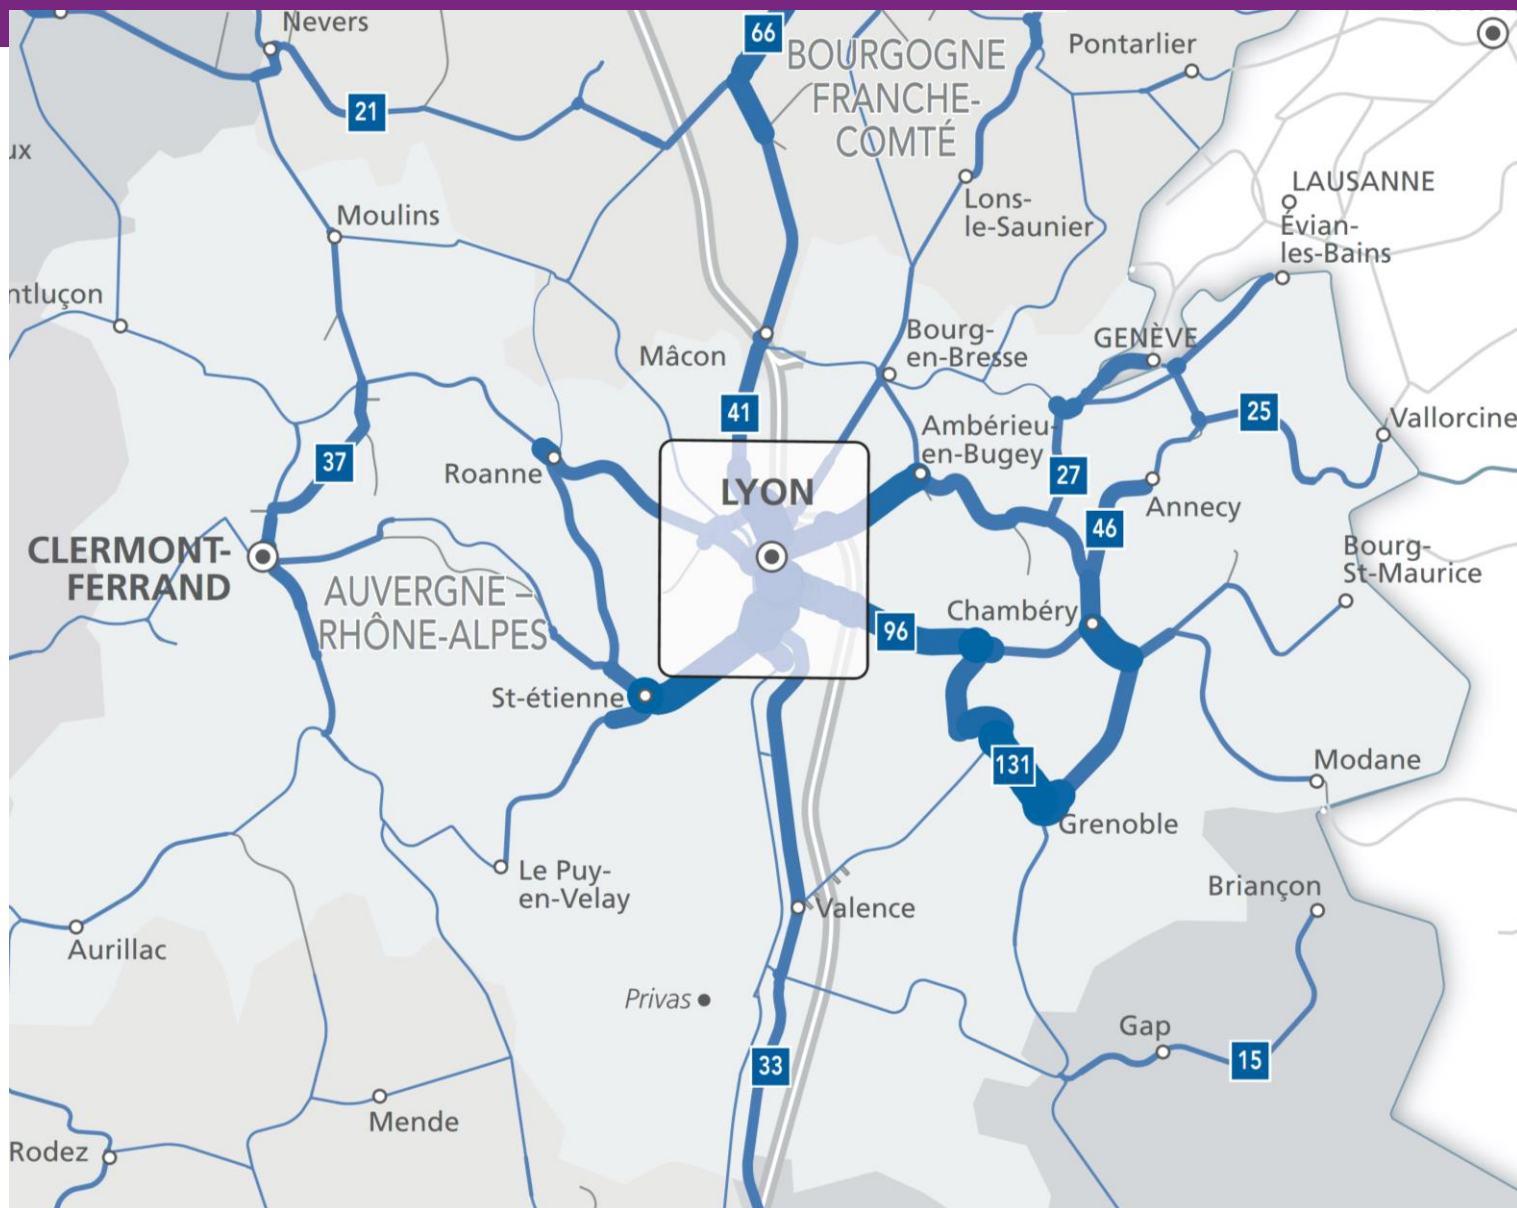 Nevers
66
BOURGOGNE
FRANCHE-
COMTÉ
Pontarlier
21
ux
LAUSANNE
Lons-
le-Saunier
Évian-
les-Bains
Moulins
ntluçon
Mâcon
Bourg-
en-Bresse
GENÈVE
41
25
Vallorcine
Ambérieu-
en-Bugey
37
Roanne
27
LYON
Annecy
46
CLERMONT-
FERRAND
Bourg-
St-Maurice
AUVERGNE –
RHÔNE-ALPES
Chambéry
96
St-étienne
131
Modane
Grenoble
Le Puy-
en-Velay
Briançon
Valence
Aurillac
Privas
Gap
15
33
Mende
Rodez